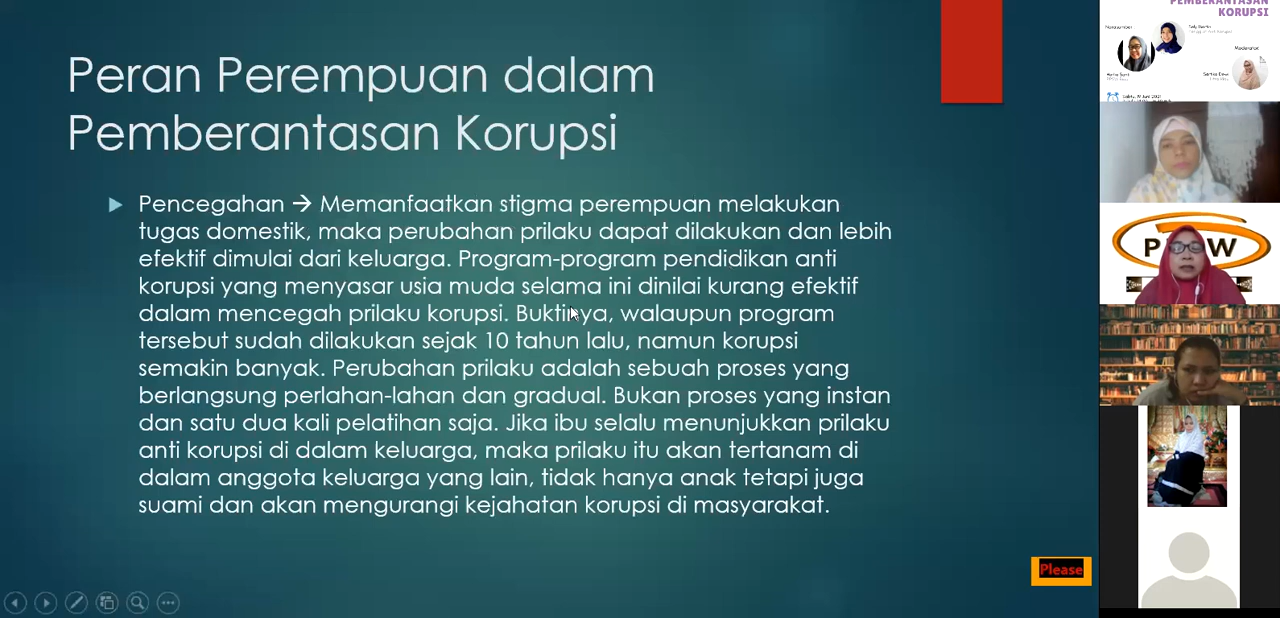 Peran Perempuan dalam
Pemberantasan Korupsi
Pencegahan → Memanfaatkan stigma perempuan melakukan
tugas domestik, maka perubahan prilaku dapat dilakukan dan lebih
efektif dimulai dari keluarga. Program-program pendidikan anti
korupsi yang menyasar usia muda selama ini dinilai kurang efektif
dalam mencegah prilaku korupsi. Buktinya, walaupun program
tersebut sudah dilakukan sejak 10 tahun lalu, namun korupsi
semakin banyak. Perubahan prilaku adalah sebuah proses yang
berlangsung perlahan-lahan dan gradual. Bukan proses yang instan
dan satu dua kali pelatihan saja. Jika ibu selalu menunjukkan prilaku
anti korupsi di dalam keluarga, maka prilaku itu akan tertanam di
dalam anggota keluarga yang lain, tidak hanya anak tetapi juga
suami dan akan mengurangi kejahatan korupsi di masyarakat.
Please
PEMBERANTASAN
KORUPSI
Narasumber
Moderator